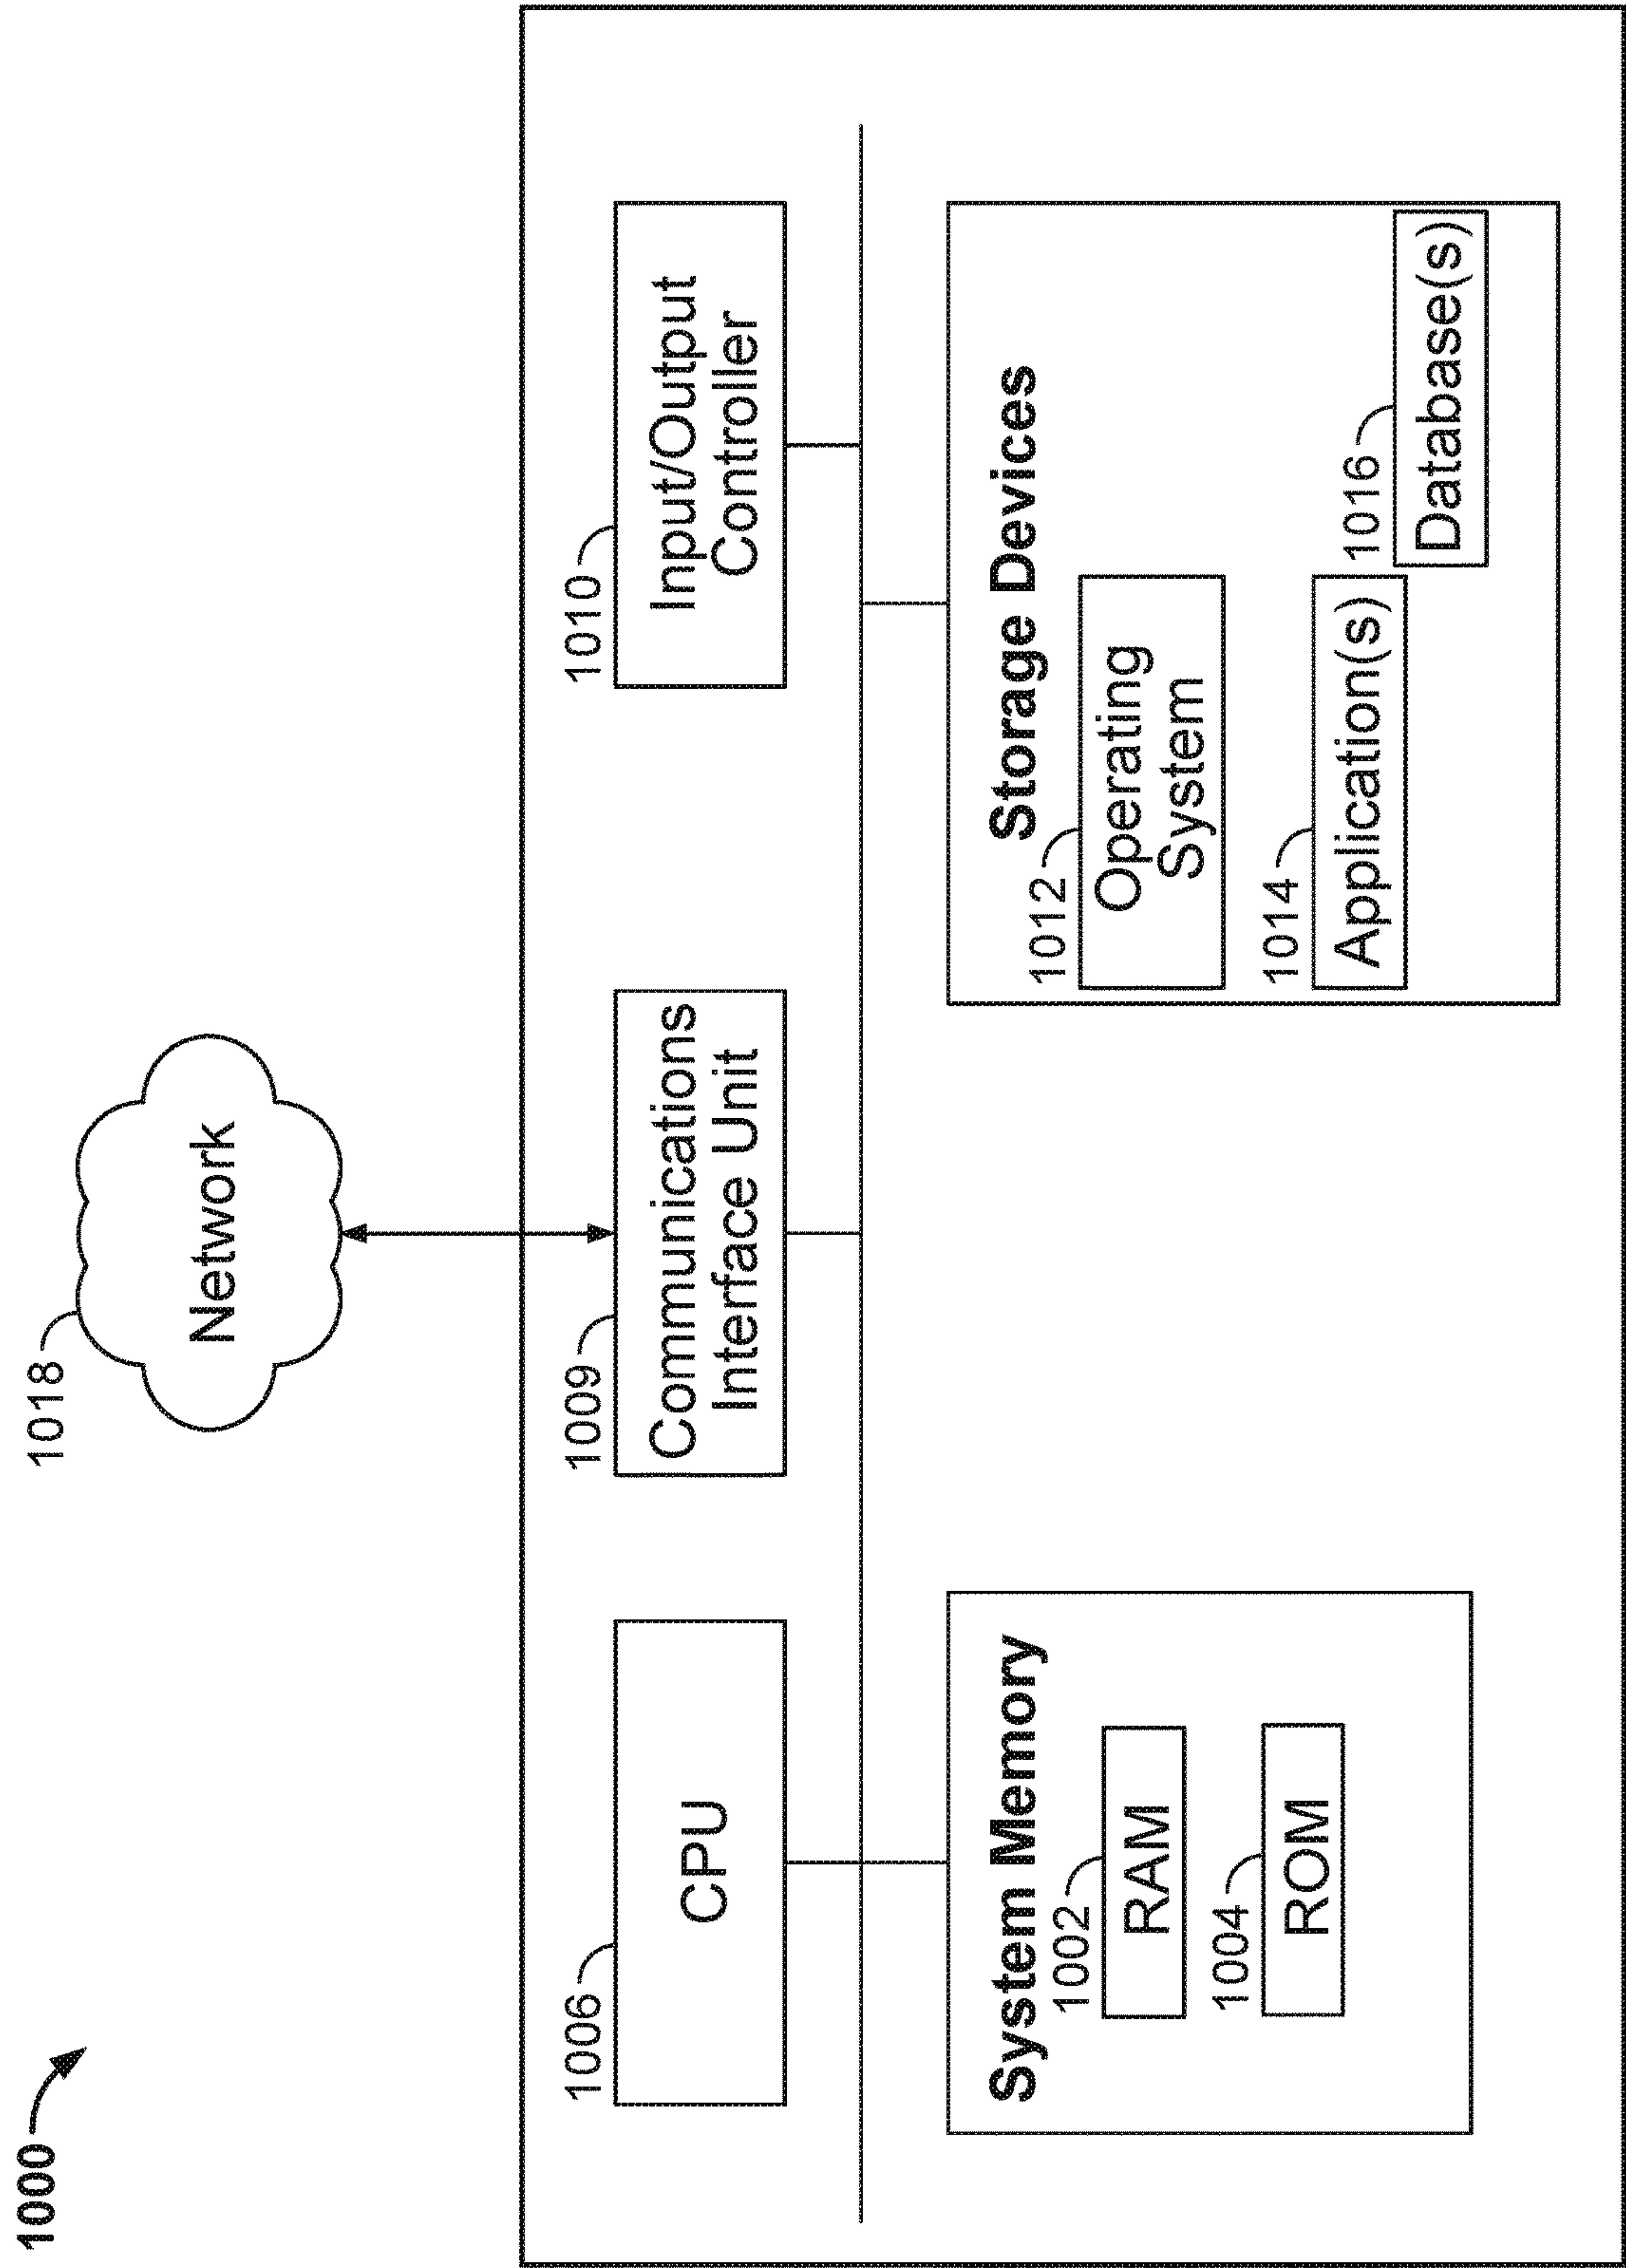 1000
1018
Network
1006
CPU
1009
Communications
Interface Unit
1010
Input/Output
Controller
System Memory
1002
RAM
1004
ROM
Storage Devices
1012
Operating
System
1014
Application(s)
1016
Database(s)